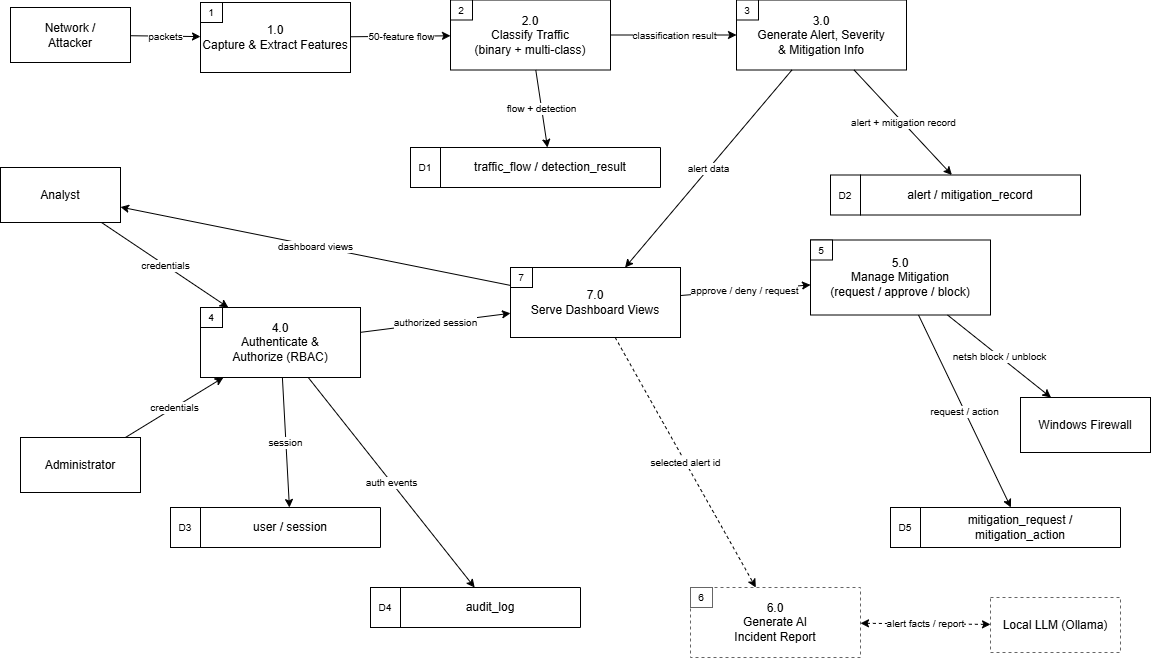 Network /
Attacker
packets
1
1.0
Capture & Extract Features
50-feature flow
2
2.0
Classify Traffic
(binary + multi-class)
classification result
3
3.0
Generate Alert, Severity
& Mitigation Info
flow + detection
alert + mitigation record
D1
traffic_flow / detection_result
alert data
D2
alert / mitigation_record
Analyst
dashboard views
credentials
7
7.0
Serve Dashboard Views
approve / deny / request
5
5.0
Manage Mitigation
(request / approve / block)
4
4.0
Authenticate &
Authorize (RBAC)
authorized session
netsh block / unblock
credentials
request / action
Windows Firewall
Administrator
session
auth events
selected alert id
D3
user / session
D5
mitigation_request /
mitigation_action
D4
audit_log
6
6.0
Generate AI
Incident Report
alert facts / report
Local LLM (Ollama)